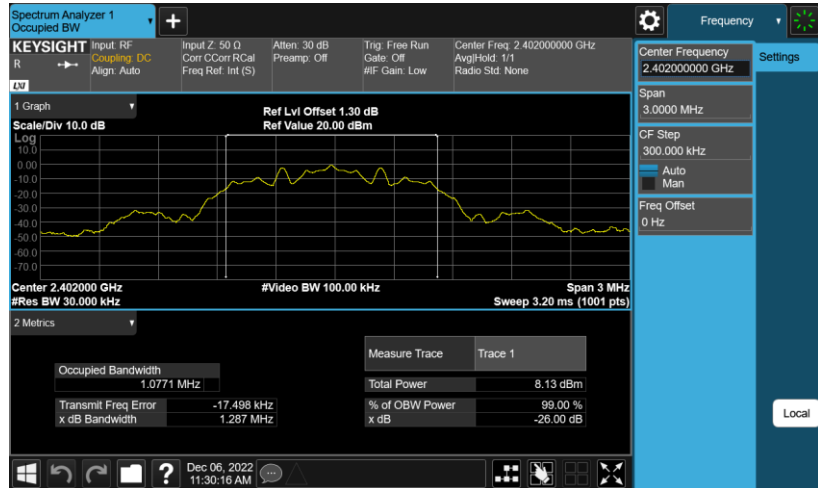 Spectrum Analyzer 1
Occupied BW
+
Frequency
KEYSIGHT
R
LXI
Input: RF
Coupling: DC
Align: Auto
Input Z: 50 Ω
Corr CCorr RCal
Freq Ref: Int (S)
Atten: 30 dB
Preamp: Off
Trig: Free Run
Gate: Off
#IF Gain: Low
Center Freq: 2.402000000 GHz
Avg|Hold: 1/1
Radio Std: None
Center Frequency
2.402000000 GHz
Settings
Span
3.0000 MHz
CF Step
300.000 kHz
Auto
Man
Freq Offset
0 Hz
Local
1 Graph
Scale/Div 10.0 dB
Ref Lvl Offset 1.30 dB
Ref Value 20.00 dBm
Log
10.0
0.00
-10.0
-20.0
-30.0
-40.0
-50.0
-60.0
-70.0
Center 2.402000 GHz
#Video BW 100.00 kHz
Span 3 MHz
#Res BW 30.000 kHz
Sweep 3.20 ms (1001 pts)
2 Metrics
Measure Trace
Trace 1
Occupied Bandwidth
1.0771 MHz
Total Power
8.13 dBm
Transmit Freq Error
-17.498 kHz
% of OBW Power
99.00 %
x dB Bandwidth
1.287 MHz
x dB
-26.00 dB
?
Dec 06, 2022
11:30:16 AM